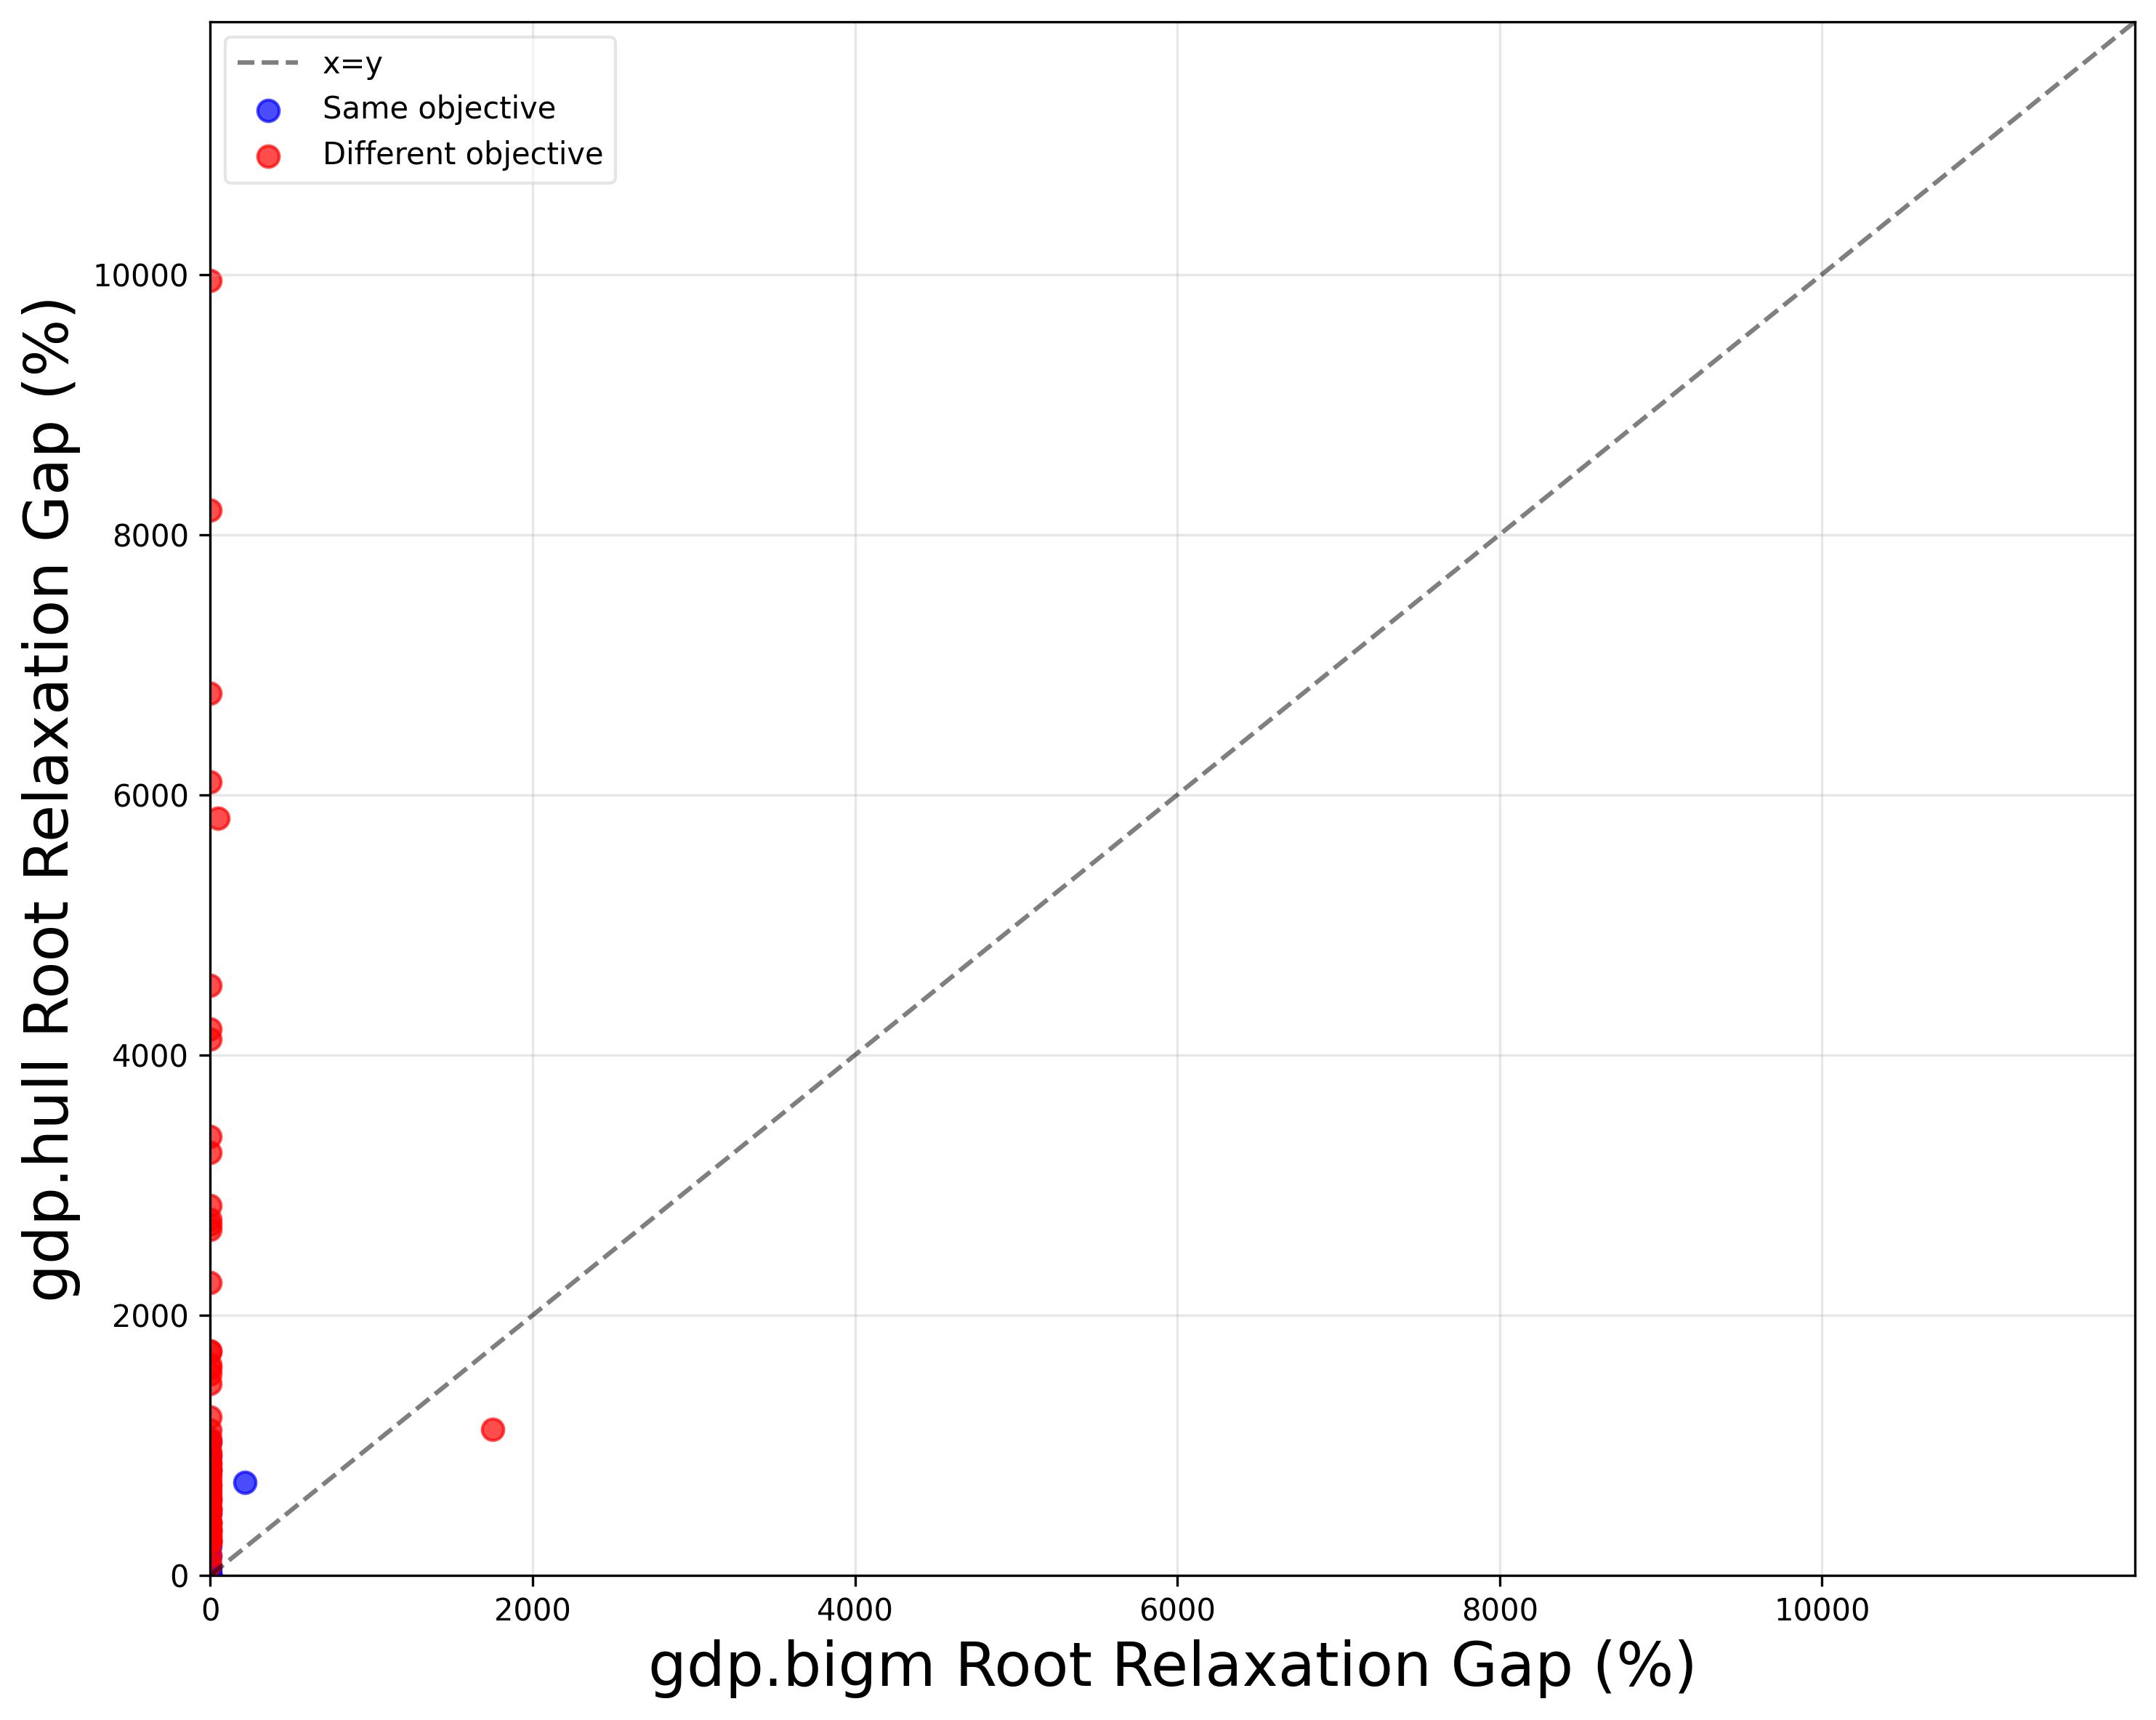 x=y
Same objective
Different objective
10000
8000
6000
4000
2000
0
gdp.hull Root Relaxation Gap (%)
0 2000 4000 6000 8000 10000
gdp.bigm Root Relaxation Gap (%)